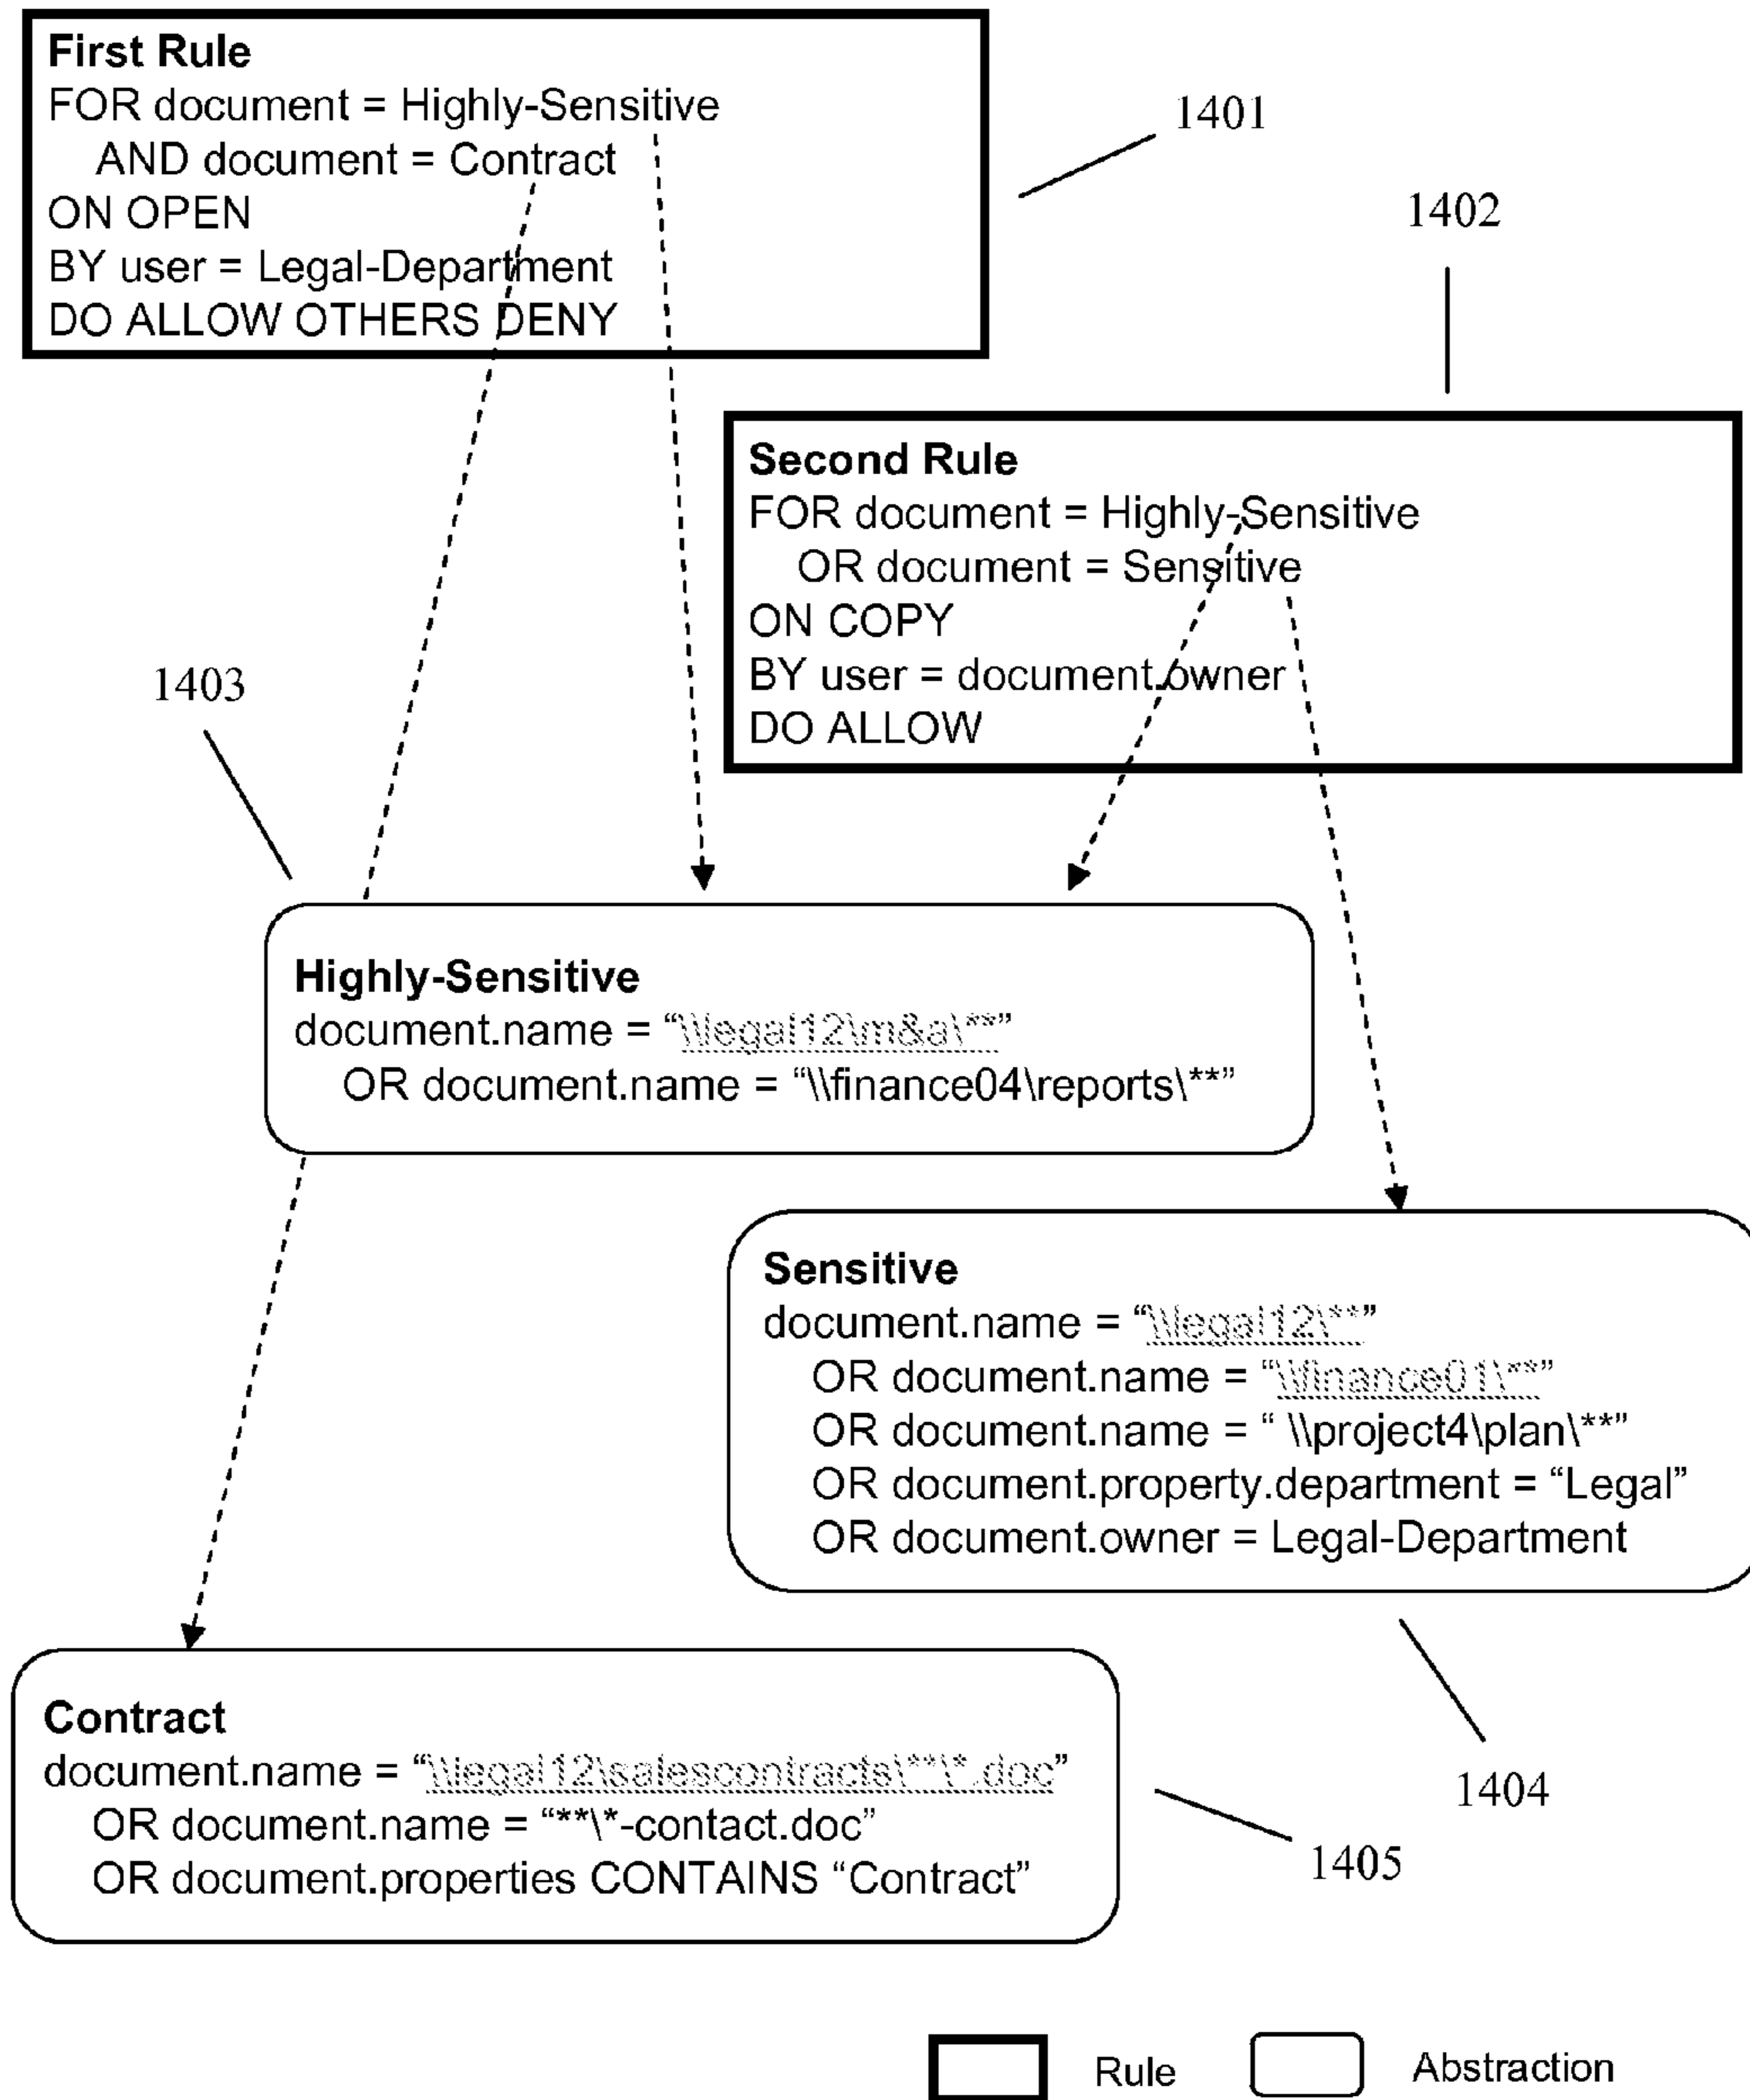 First Rule
FOR document = Highly-Sensitive
AND document = Contract
ON OPEN
BY user = Legal-Department
DO ALLOW OTHERS DENY
1401
1402
Second Rule
FOR document = Highly-Sensitive
OR document = Sensitive
ON COPY
BY user = document.owner
DO ALLOW
1403
Highly-Sensitive
document.name = “\\legal12\m&a\**”
OR document.name = “\\finance04\reports\**”
Sensitive
document.name = “\\legal12\**”
OR document.name = “\\finance01\**”
OR document.name = “ \\project4\plan\**”
OR document.property.department = “Legal”
OR document.owner = Legal-Department
1404
Contract
document.name = “\\legal12\salescontracts\**\*.doc”
OR document.name = “**\*-contact.doc”
OR document.properties CONTAINS “Contract”
1405
Rule
Abstraction